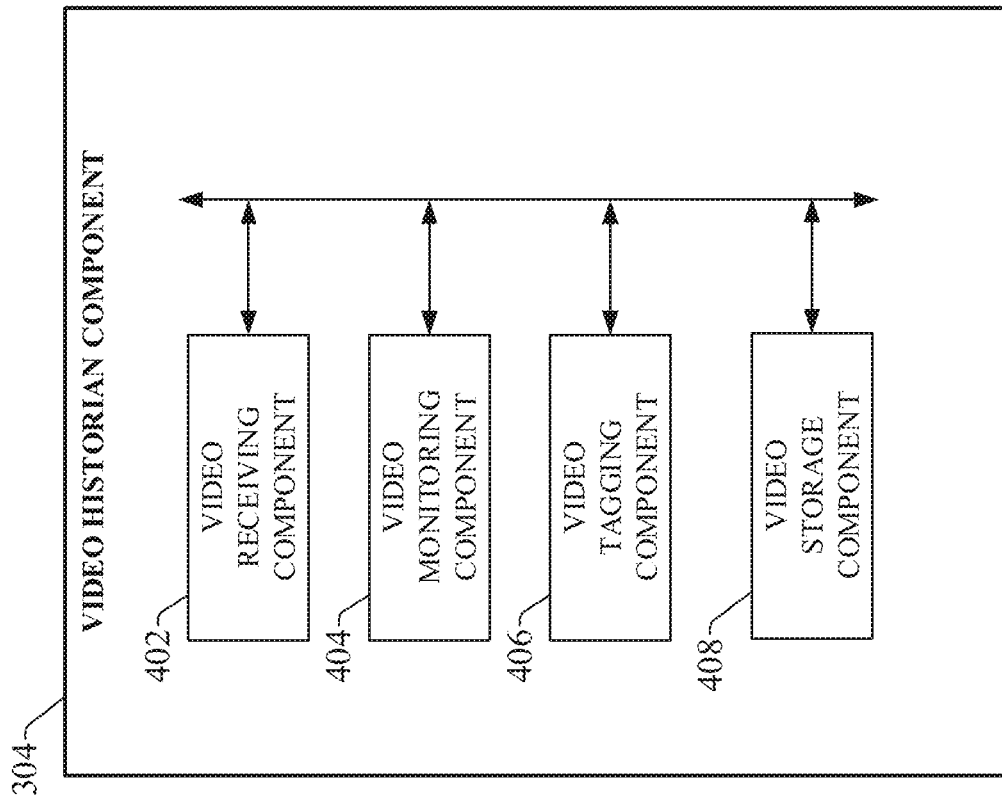 304
VIDEO HISTORIAN COMPONENT
402
VIDEO
RECEIVING
COMPONENT
404
VIDEO
MONITORING
COMPONENT
406
VIDEO
TAGGING
COMPONENT
408
VIDEO
STORAGE
COMPONENT